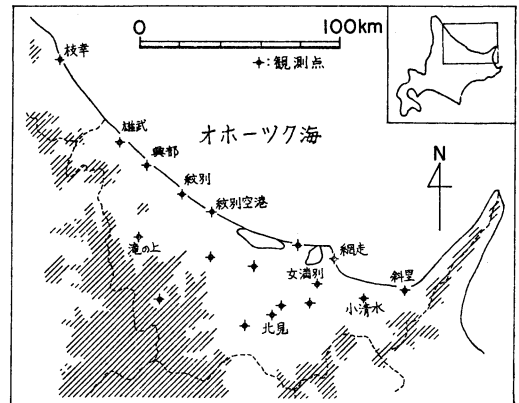 0 100km
✦:観測点
枝幸
雄武
オホーツク海
興部
紋別
N
紋別空港
滝の上
網走
女満別
斜里
小清水
北見